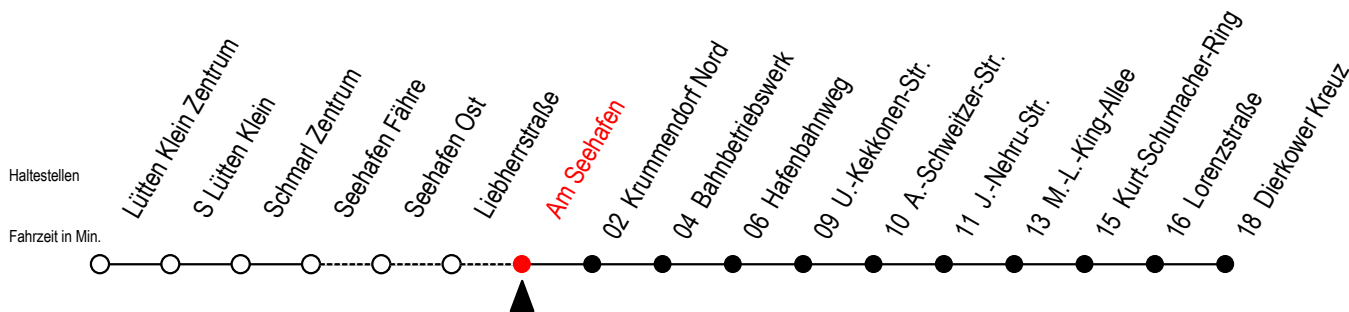 Haltestellen
Fahrzeit in Min.
Lütten Klein Zentrum
S Lütten Klein
Schmarl Zentrum
Seehafen Fähre
Seehafen Ost
Liebherrstraße
Am Seehafen
02 Krummendorf Nord
04 Bahnbetriebswerk
06 Hafenbahnweg
09 U.-Kekkonen-Str.
10 A.-Schweitzer-Str.
11 J.-Nehru-Str.
13 M.-L.-King-Allee
15 Kurt-Schumacher-Ring
16 Lorenzstraße
18 Dierkower Kreuz